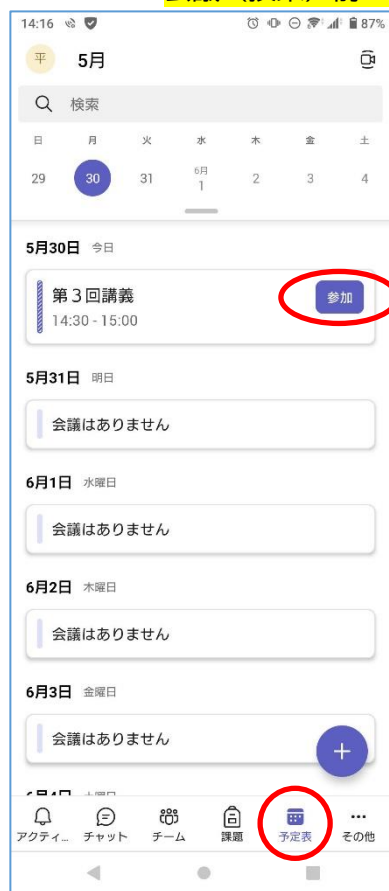 14:16 87%
平 5月
検索
日 月 火 水 木 金 土
29 30 31 6月 1 2 3 4
5月30日 今日
第３回講義 参加
14:30 - 15:00
5月31日 明日
会議はありません
6月1日 水曜日
会議はありません
6月2日 木曜日
会議はありません
6月3日 金曜日
会議はありません
+
アクティ... チャット チーム 課題 予定表 その他